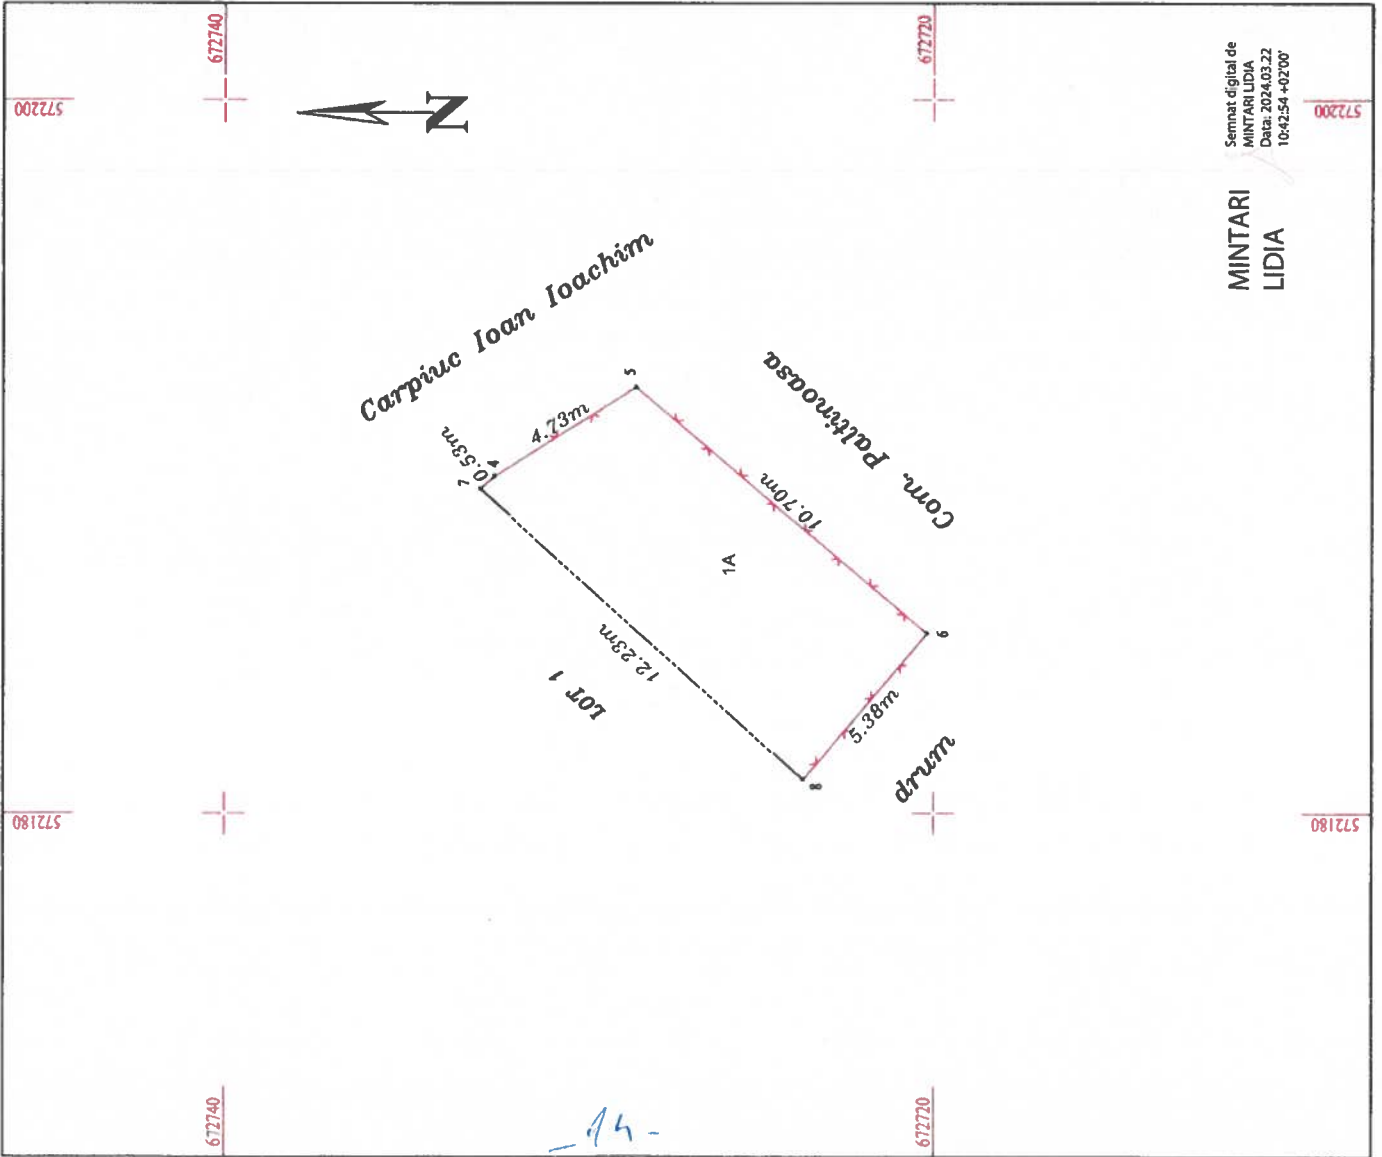 672740
672720
572200
572200
N
Semnat digital de
MINTARI LIDIA
Data: 2024.03.22
10:42:54 +02'00'
MINTARI
LIDIA
Carpiuc Ioan Ioachim
5
4.73m
0.53m
4
7
Com. Paltinoasa
10.70m
1A
12.23m
LOT 1
6
5.38m
8
drum
572180
572180
672740
672720
- 14 -